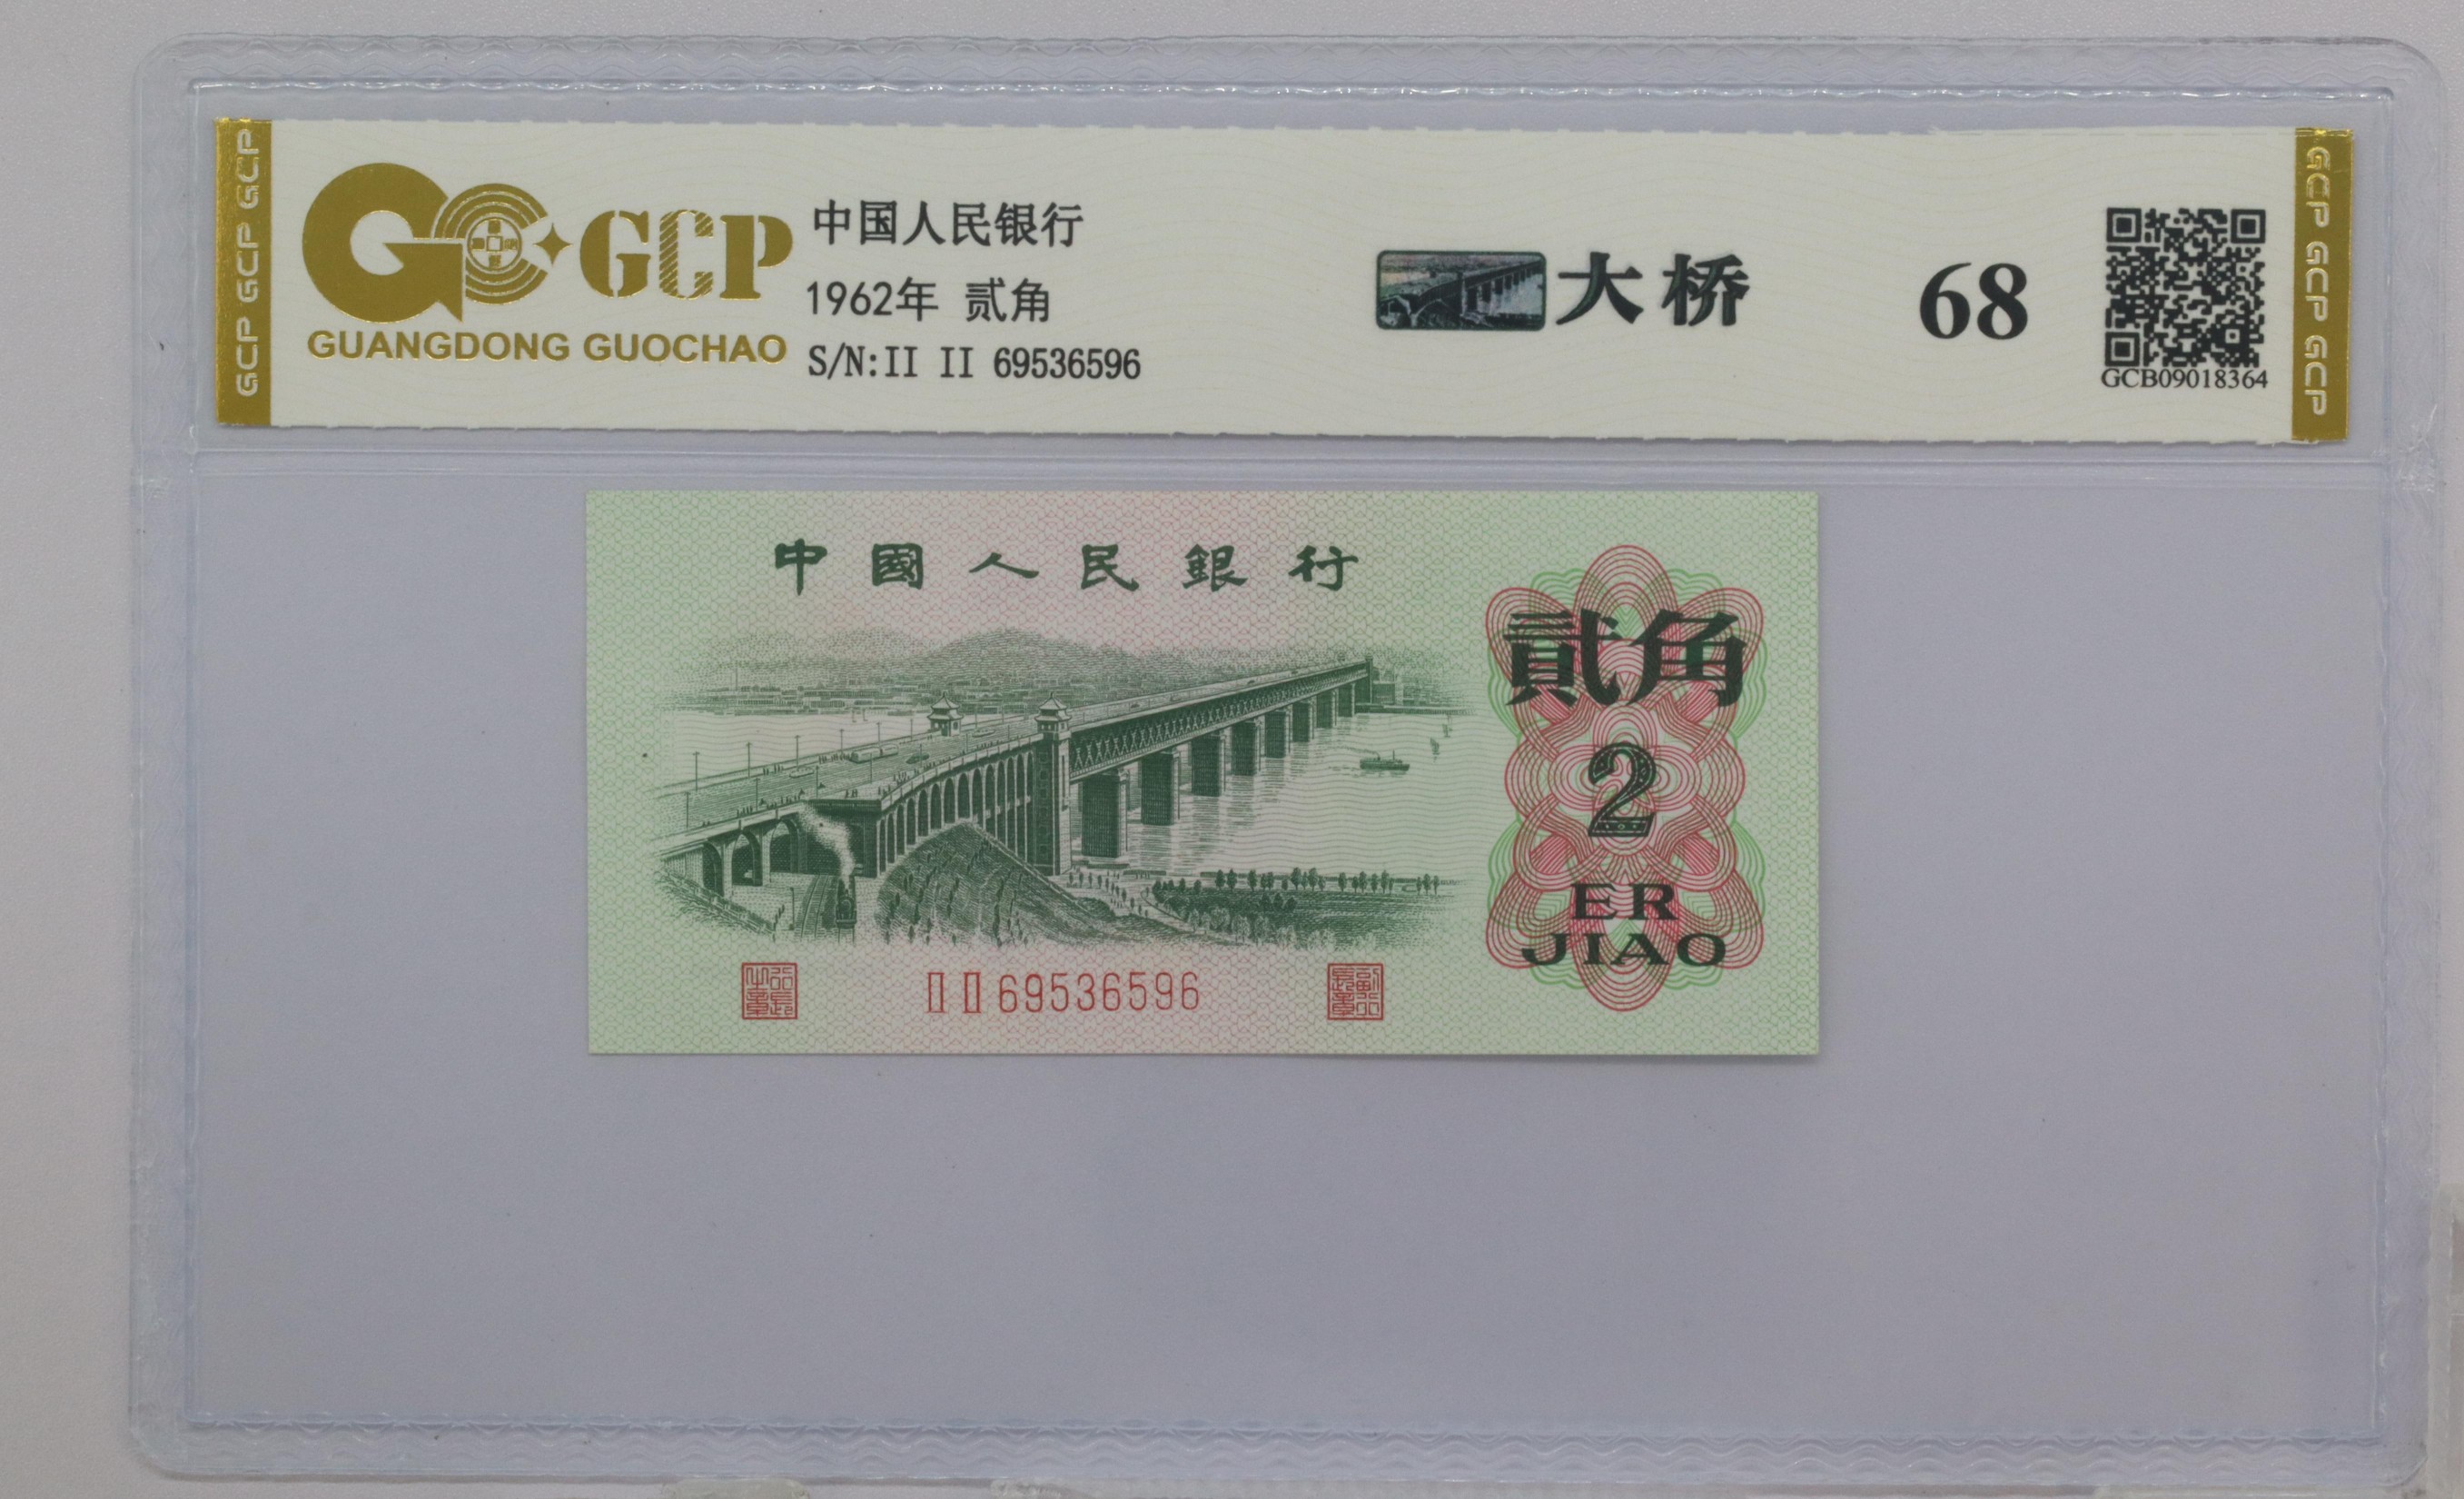 GCP GCP GCP
GCP
GUANGDONG GUOCHAO
中国人民银行
1962年 贰角
S/N:II II 69536596
大桥
68
GCB09018364
GCP GCP GCP
中國人民銀行
貳角
2
ER
JIAO
II II 69536596